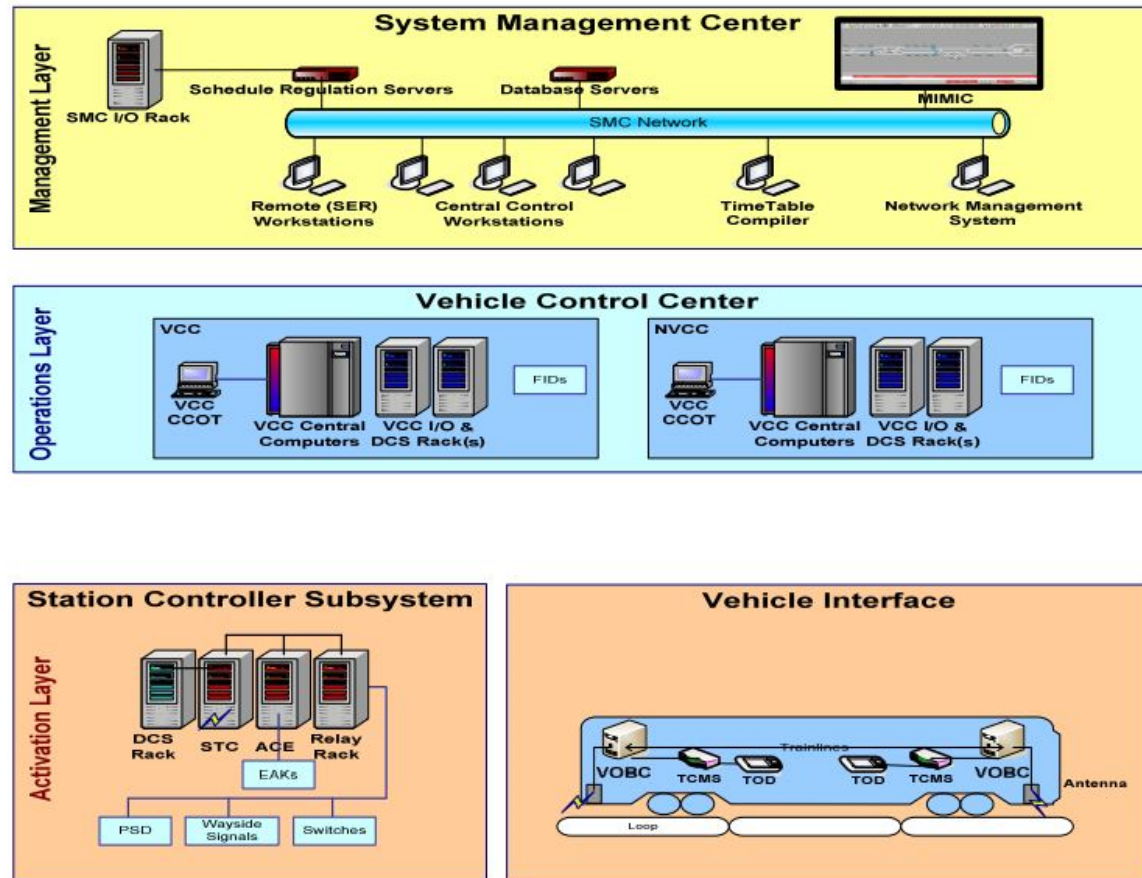 System Management Center
Management Layer
SMC I/O Rack
Schedule Regulation Servers
Database Servers
MIMIC
SMC Network
Remote (SER)
Workstations
Central Control
Workstations
TimeTable
Compiler
Network Management
System
Vehicle Control Center
Operations Layer
VCC
VCC
CCOT
VCC Central
Computers
VCC I/O &
DCS Rack(s)
FIDs
NVCC
VCC
CCOT
VCC Central
Computers
VCC I/O &
DCS Rack(s)
FIDs
Station Controller Subsystem
Activation Layer
DCS
Rack
STC
ACE
Relay
Rack
EAKs
PSD
Wayside
Signals
Switches
Vehicle Interface
VOBC
Trainlines
VOBC
TCMS
TOD
TOD
TCMS
Antenna
Loop